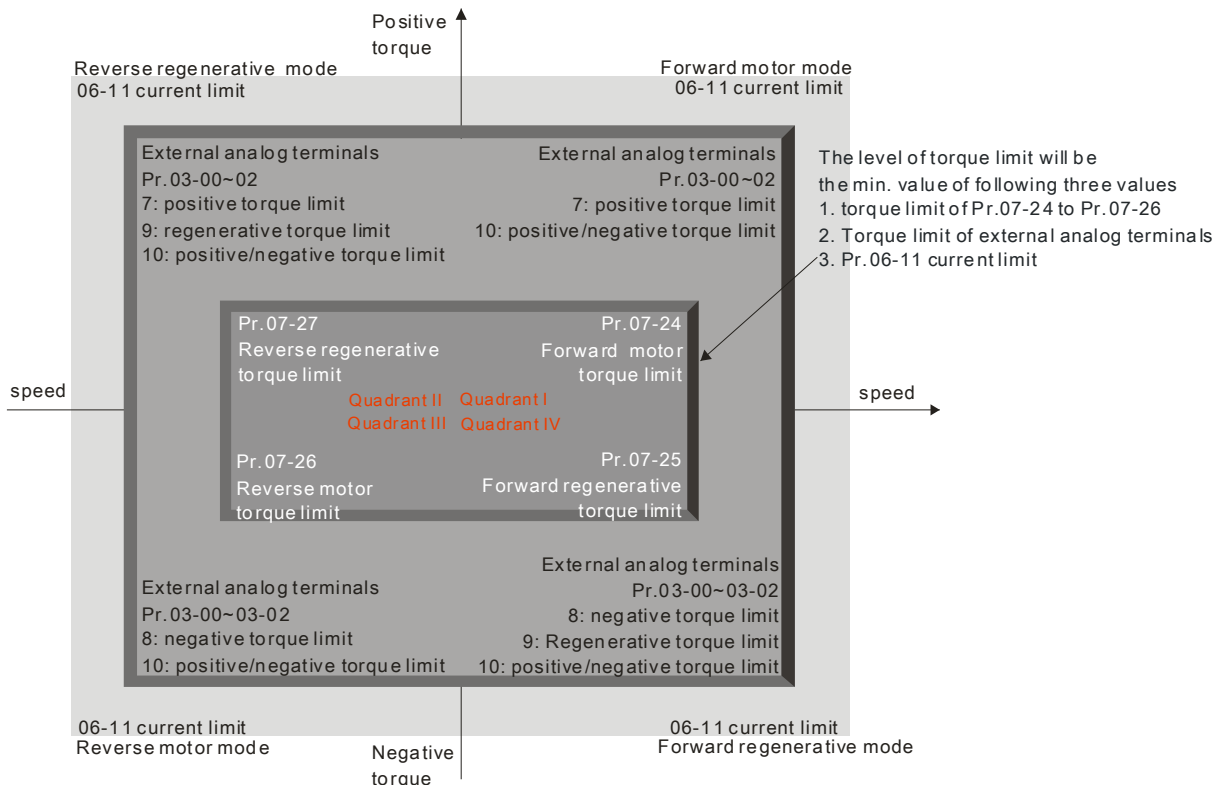 Positive
torque
Reverse regenerative mode
06-11 current limit
Forward motor mode
06-11 current limit
External analog terminals
Pr.03-00~02
7: positive torque limit
9: regenerative torque limit
10: positive/negative torque limit
External analog terminals
Pr.03-00~02
7: positive torque limit
10: positive/negative torque limit
The level of torque limit will be
the min. value of following three values
1. torque limit of Pr.07-24 to Pr.07-26
2. Torque limit of external analog terminals
3. Pr.06-11 current limit
Pr.07-27
Reverse regenerative
torque limit
Pr.07-24
Forward motor
torque limit
speed
Quadrant II
Quadrant I
Quadrant III
Quadrant IV
speed
Pr.07-26
Reverse motor
torque limit
Pr.07-25
Forward regenerative
torque limit
External analog terminals
Pr.03-00~03-02
8: negative torque limit
10: positive/negative torque limit
External analog terminals
Pr.03-00~03-02
8: negative torque limit
9: Regenerative torque limit
10: positive/negative torque limit
06-11 current limit
Reverse motor mode
06-11 current limit
Forward regenerative mode
Negative
torque